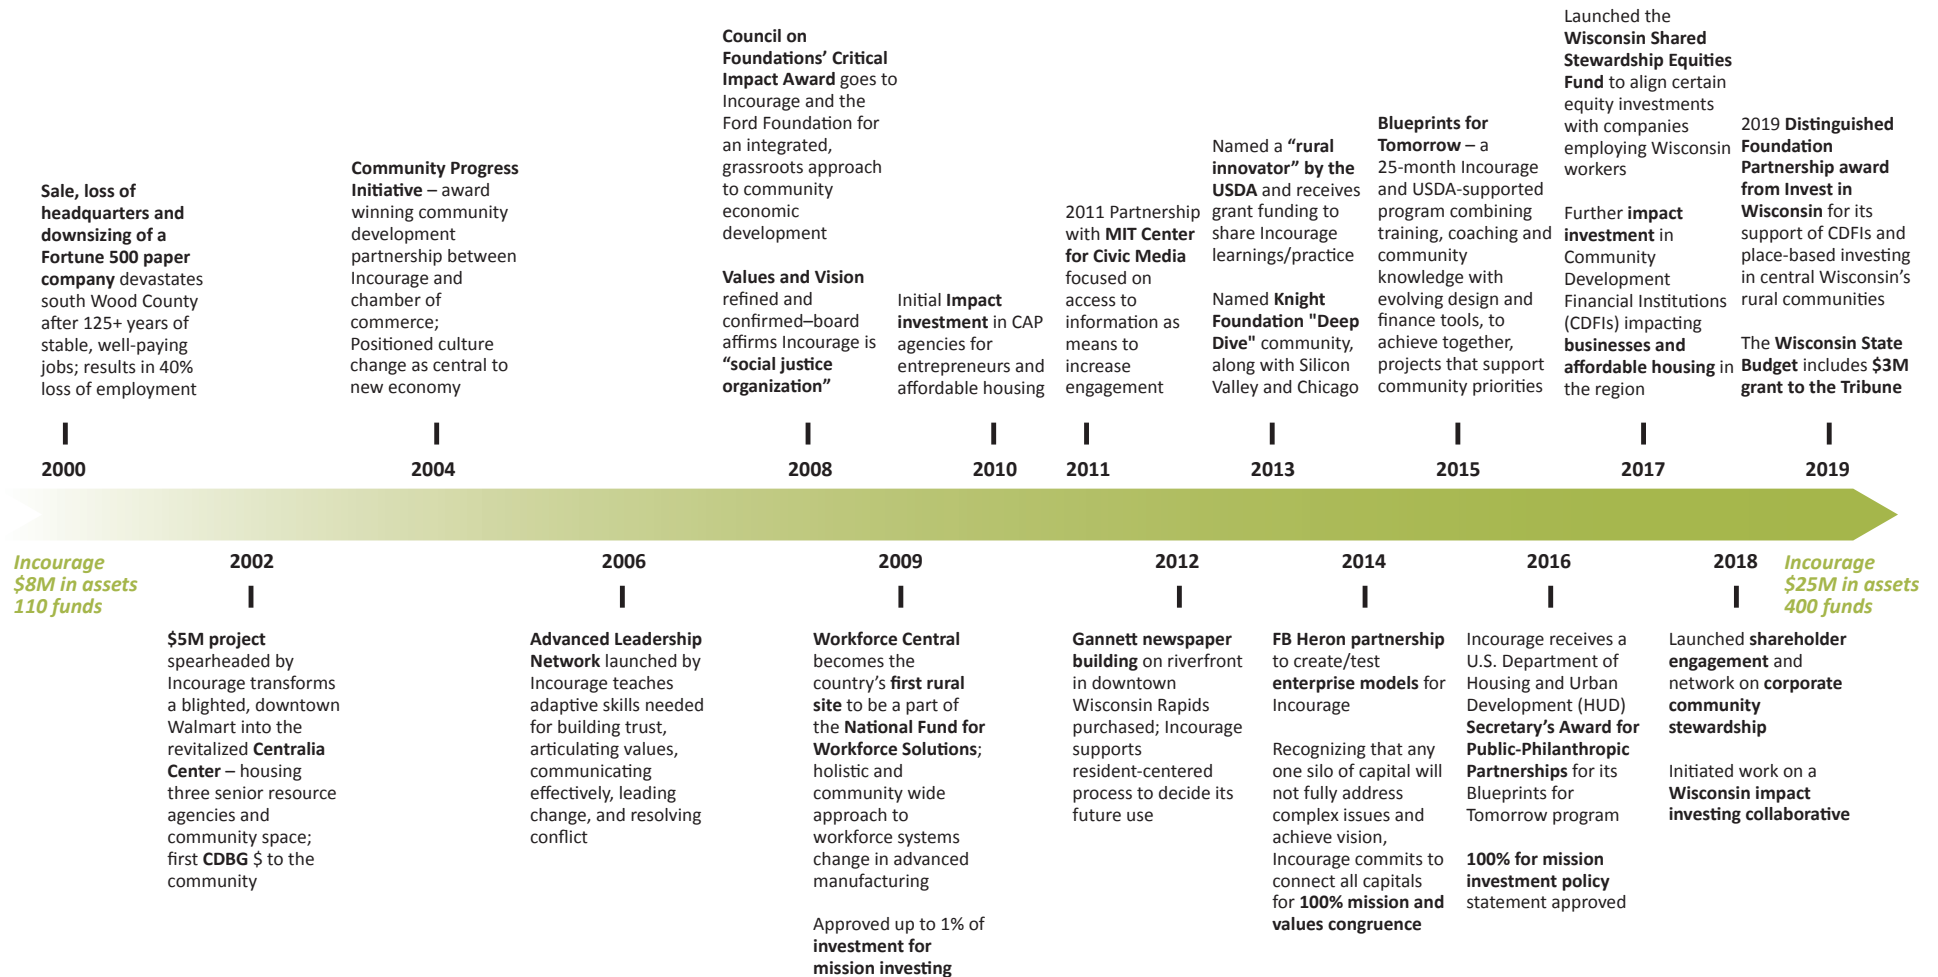 Sale, loss of
headquarters and
downsizing of a
Fortune 500 paper
company devastates
south Wood County
after 125+ years of
stable, well-paying
jobs; results in 40%
loss of employment
Community Progress
Initiative – award
winning community
development
partnership between
Incourage and
chamber of
commerce;
Positioned culture
change as central to
new economy
Council on
Foundations’ Critical
Impact Award goes to
Incourage and the
Ford Foundation for
an integrated,
grassroots approach
to community
economic
development
Values and Vision
refined and
confirmed–board
affirms Incourage is
“social justice
organization”
Initial Impact
investment in CAP
agencies for
entrepreneurs and
affordable housing
2011 Partnership
with MIT Center
for Civic Media
focused on
access to
information as
means to
increase
engagement
Named a “rural
innovator” by the
USDA and receives
grant funding to
share Incourage
learnings/practice
Named Knight
Foundation "Deep
Dive" community,
along with Silicon
Valley and Chicago
Blueprints for
Tomorrow – a
25-month Incourage
and USDA-supported
program combining
training, coaching and
community
knowledge with
evolving design and
finance tools, to
achieve together,
projects that support
community priorities
Launched the
Wisconsin Shared
Stewardship Equities
Fund to align certain
equity investments
with companies
employing Wisconsin
workers
Further impact
investment in
Community
Development
Financial Institutions
(CDFIs) impacting
businesses and
affordable housing in
the region
2019 Distinguished
Foundation
Partnership award
from Invest in
Wisconsin for its
support of CDFIs and
place-based investing
in central Wisconsin’s
rural communities
The Wisconsin State
Budget includes $3M
grant to the Tribune
2000
2004
2008
2010
2011
2013
2015
2017
2019
Incourage
$8M in assets
110 funds
2002
2006
2009
2012
2014
2016
2018
Incourage
$25M in assets
400 funds
$5M project
spearheaded by
Incourage transforms
a blighted, downtown
Walmart into the
revitalized Centralia
Center – housing
three senior resource
agencies and
community space;
first CDBG $ to the
community
Advanced Leadership
Network launched by
Incourage teaches
adaptive skills needed
for building trust,
articulating values,
communicating
effectively, leading
change, and resolving
conflict
Workforce Central
becomes the
country’s first rural
site to be a part of
the National Fund for
Workforce Solutions;
holistic and
community wide
approach to
workforce systems
change in advanced
manufacturing
Approved up to 1% of
investment for
mission investing
Gannett newspaper
building on riverfront
in downtown
Wisconsin Rapids
purchased; Incourage
supports
resident-centered
process to decide its
future use
FB Heron partnership
to create/test
enterprise models for
Incourage
Recognizing that any
one silo of capital will
not fully address
complex issues and
achieve vision,
Incourage commits to
connect all capitals
for 100% mission and
values congruence
Incourage receives a
U.S. Department of
Housing and Urban
Development (HUD)
Secretary’s Award for
Public-Philanthropic
Partnerships for its
Blueprints for
Tomorrow program
100% for mission
investment policy
statement approved
Launched shareholder
engagement and
network on corporate
community
stewardship
Initiated work on a
Wisconsin impact
investing collaborative